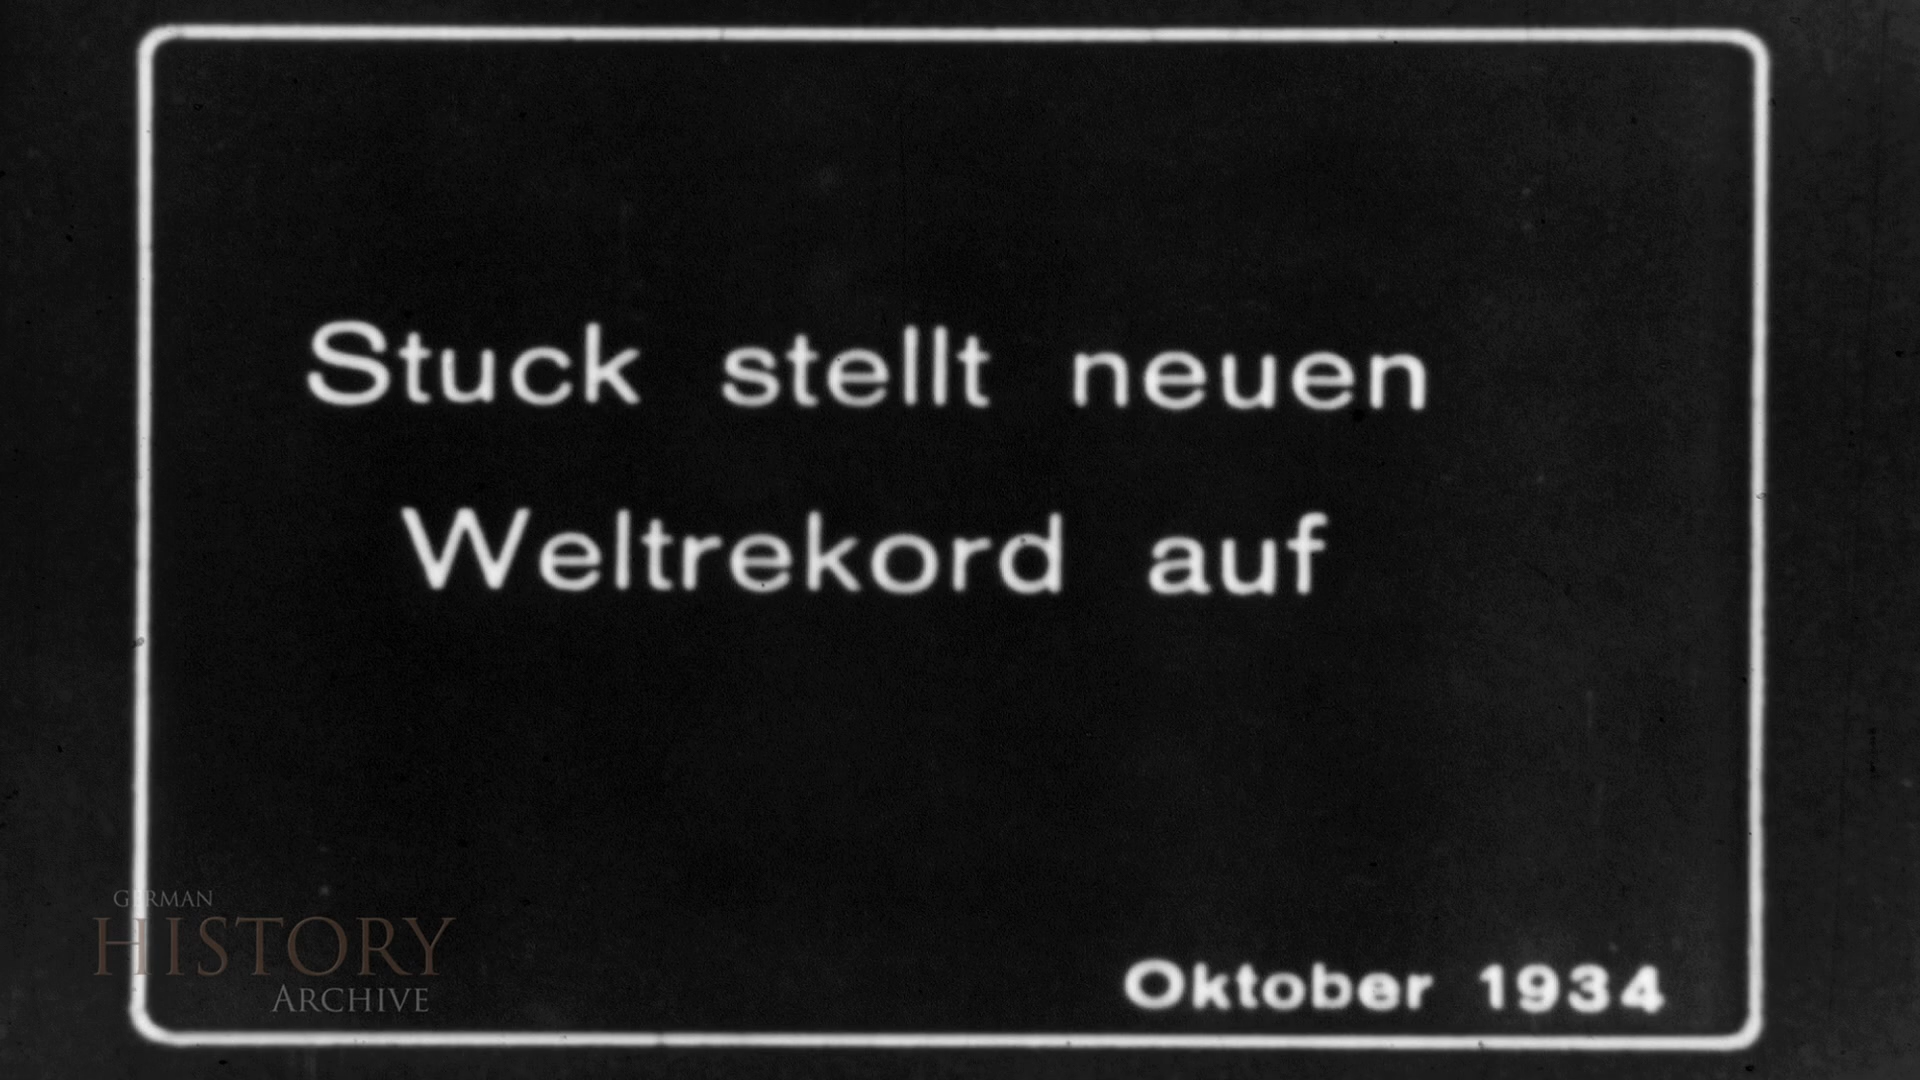 Stuck stellt neuen
Weltrekord auf
Oktober 1934
GERMAN
HISTORY
ARCHIVE